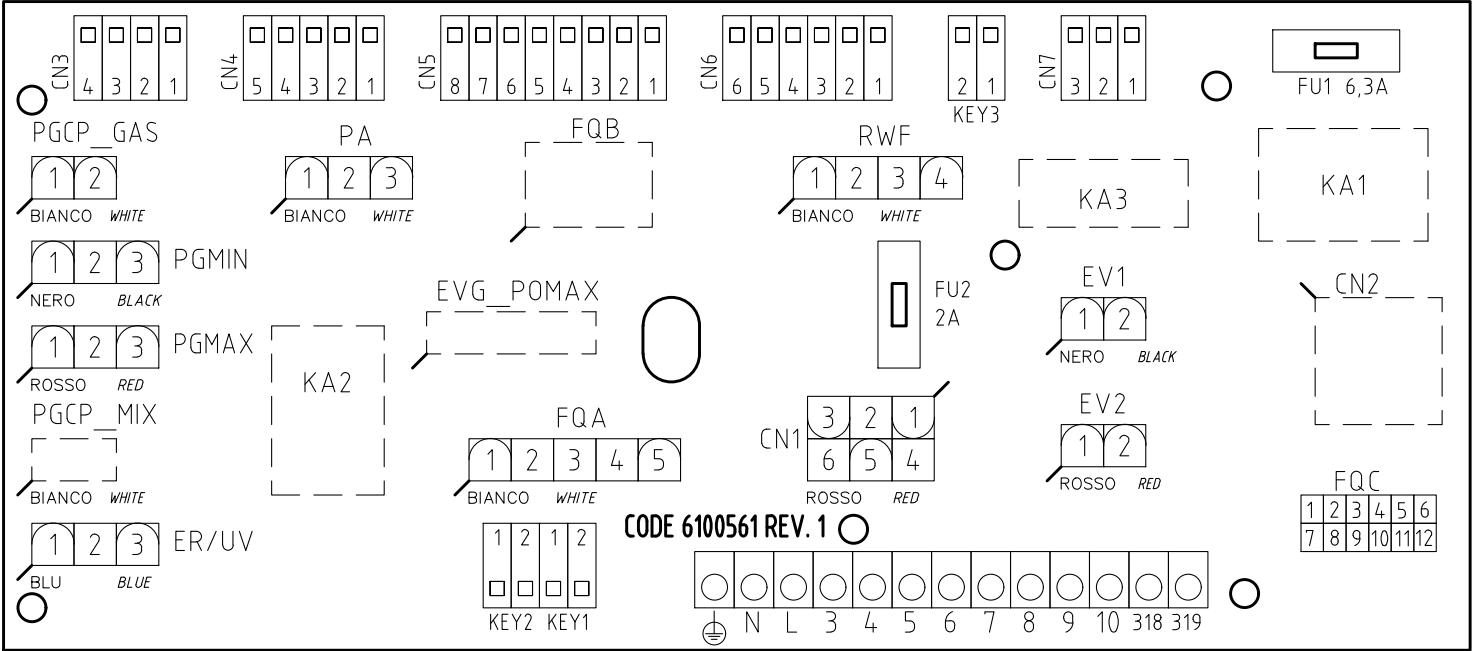 CN3 4 3 2 1
CN4 5 4 3 2 1
CN5 8 7 6 5 4 3 2 1
CN6 6 5 4 3 2 1
2 1
KEY3
CN7 3 2 1
FU1 6,3A
PGCP_GAS
1 2
BIANCO WHITE
PA
1 2 3
BIANCO WHITE
FQB
RWF
1 2 3 4
BIANCO WHITE
KA3
KA1
1 2 3 PGMIN
NERO BLACK
EVG_POMAX
FU2
2A
EV1
1 2
NERO BLACK
CN2
1 2 3 PGMAX
ROSSO RED
KA2
PGCP_MIX
BIANCO WHITE
FQA
1 2 3 4 5
BIANCO WHITE
CN1
3 2 1
6 5 4
ROSSO RED
EV2
1 2
ROSSO RED
FQC
1 2 3 4 5 6
7 8 9 10 11 12
1 2 3 ER/UV
BLU BLUE
1 2 1 2
KEY2 KEY1
CODE 6100561 REV. 1
N L 3 4 5 6 7 8 9 10 318 319